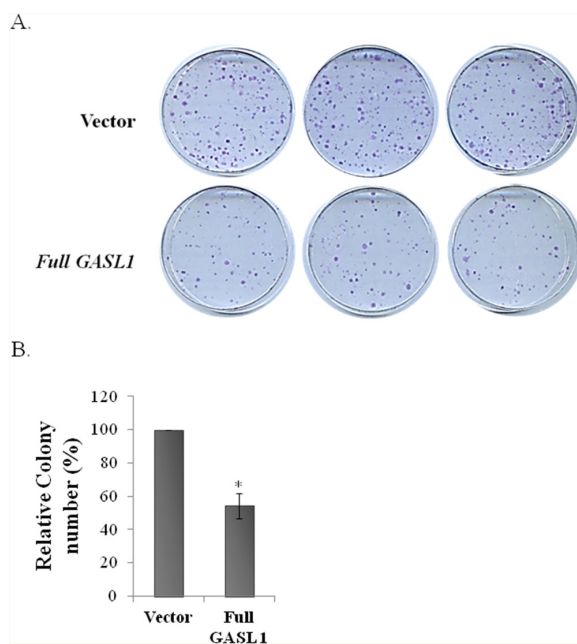 A.
Vector
Full GASL1
B.
Relative Colony
number (%)
120
100
80
60
40
20
0
*
Vector
Full
GASL1